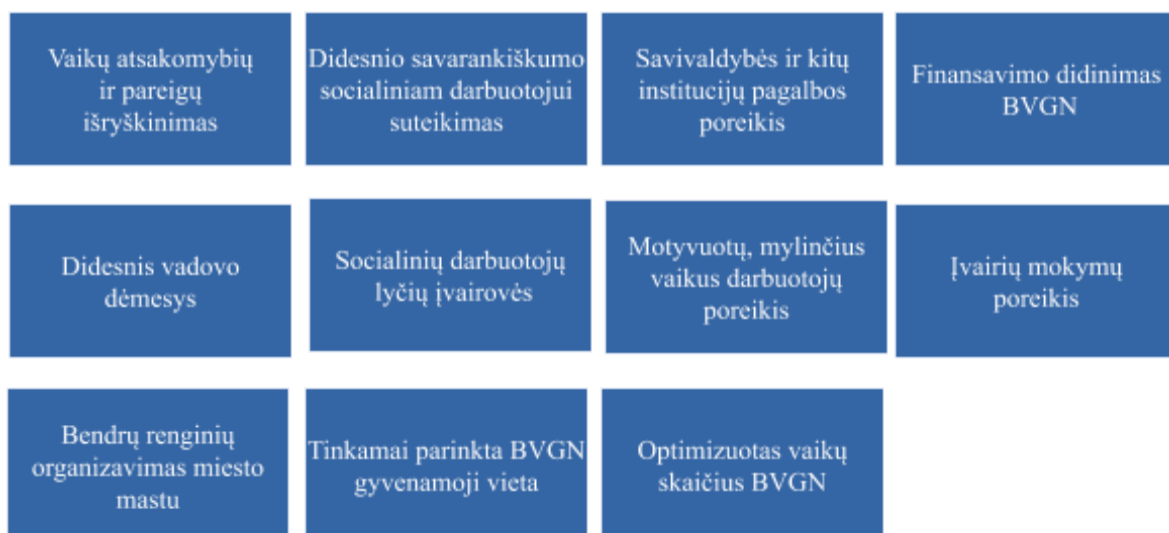 Vaikų atsakomybių
ir pareigų
išryškinimas
Didesnio savarankiškumo
socialiniam darbuotojui
suteikimas
Savivaldybės ir kitų
institucijų pagalbos
poreikis
Finansavimo didinimas
BVGN
Didesnis vadovo
dėmesys
Socialinių darbuotojų
lyčių įvairovės
Motyvuotų, mylinčius
vaikus darbuotojų
poreikis
Įvairių mokymų
poreikis
Bendrų renginių
organizavimas miesto
mastu
Tinkamai parinkta BVGN
gyvenamoji vieta
Optimizuotas vaikų
skaičius BVGN